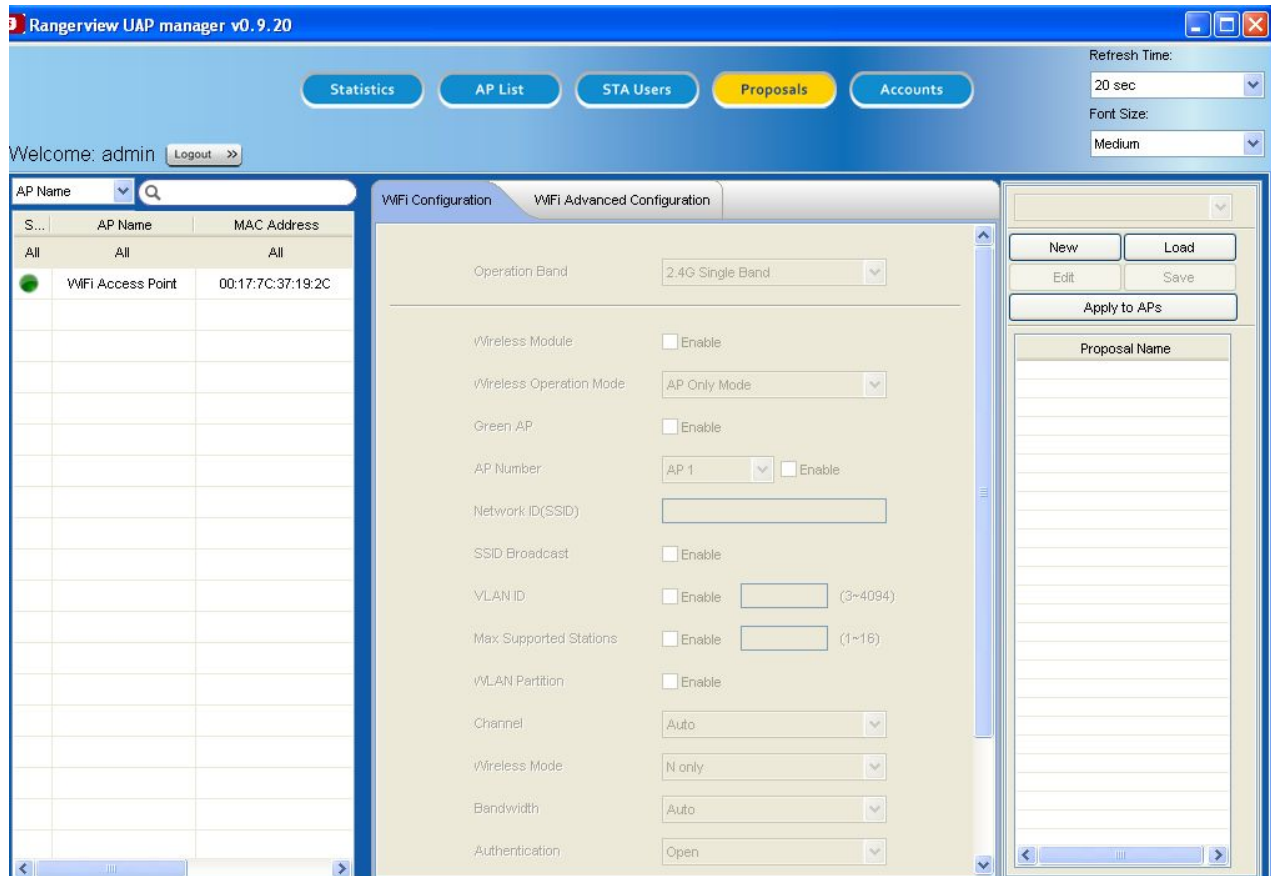 Rangerview UAP manager v0.9.20
Statistics AP List STA Users Proposals Accounts
Refresh Time:
20 sec
Font Size:
Medium
Welcome: admin Logout >>
AP Name
S... AP Name MAC Address
All All All
WiFi Access Point 00:17:7C:37:19:2C
WiFi Configuration WiFi Advanced Configuration
Operation Band 2.4G Single Band
Wireless Module Enable
Wireless Operation Mode AP Only Mode
Green AP Enable
AP Number AP 1 Enable
Network ID(SSID)
SSID Broadcast Enable
VLAN ID Enable (3~4094)
Max Supported Stations Enable (1~16)
WLAN Partition Enable
Channel Auto
Wireless Mode N only
Bandwidth Auto
Authentication Open
New Load
Edit Save
Apply to APs
Proposal Name